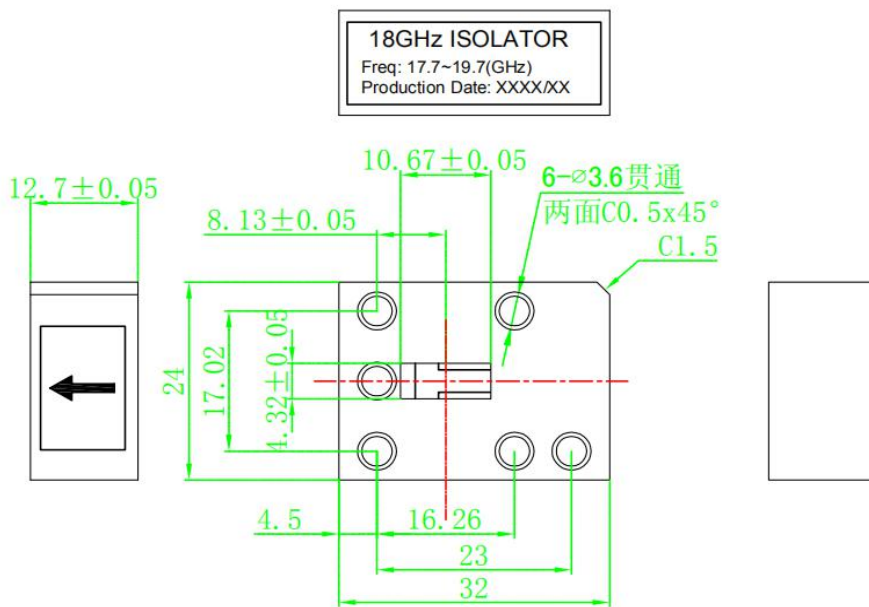 18GHz ISOLATOR
Freq: 17.7~19.7(GHz)
Production Date: XXXX/XX
10.67±0.05
12.7±0.05
6-⌀3.6贯通
8.13±0.05
两面C0.5x45°
C1.5
24
17.02
4.32±0.05
4.5
16.26
23
32